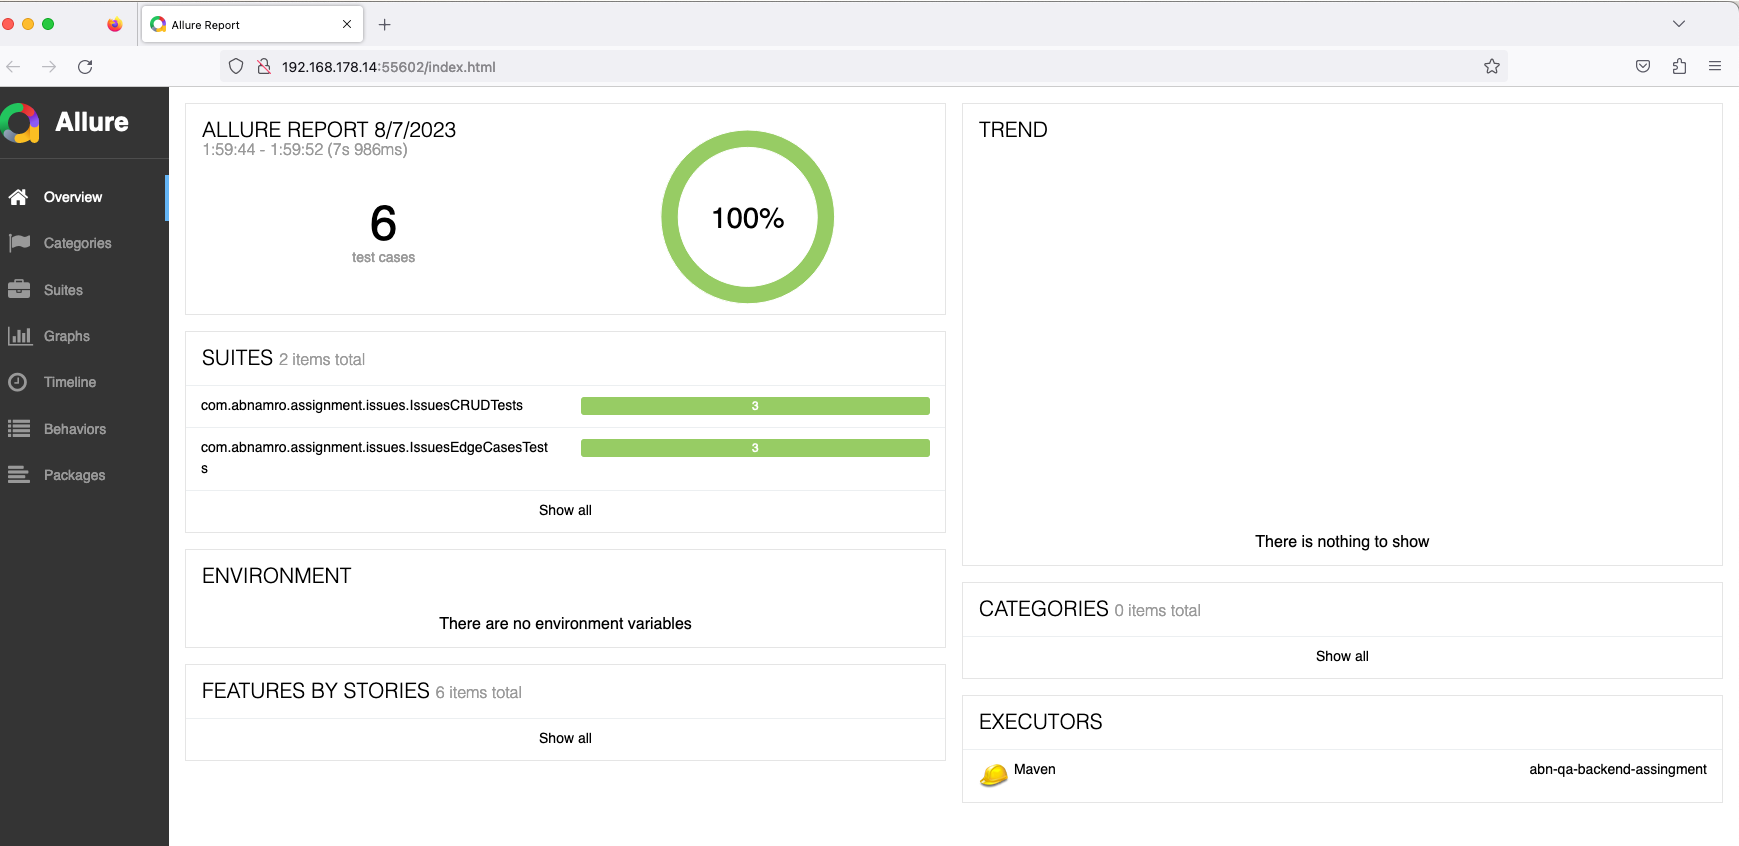 Allure Report
192.168.178.14:55602/index.html
Allure
Overview
Categories
Suites
Graphs
Timeline
Behaviors
Packages
ALLURE REPORT 8/7/2023
1:59:44 - 1:59:52 (7s 986ms)
6
test cases
100%
SUITES 2 items total
com.abnamro.assignment.issues.IssuesCRUDTests
3
com.abnamro.assignment.issues.IssuesEdgeCasesTest
s
3
Show all
ENVIRONMENT
There are no environment variables
FEATURES BY STORIES 6 items total
Show all
TREND
There is nothing to show
CATEGORIES 0 items total
Show all
EXECUTORS
Maven
abn-qa-backend-assingment